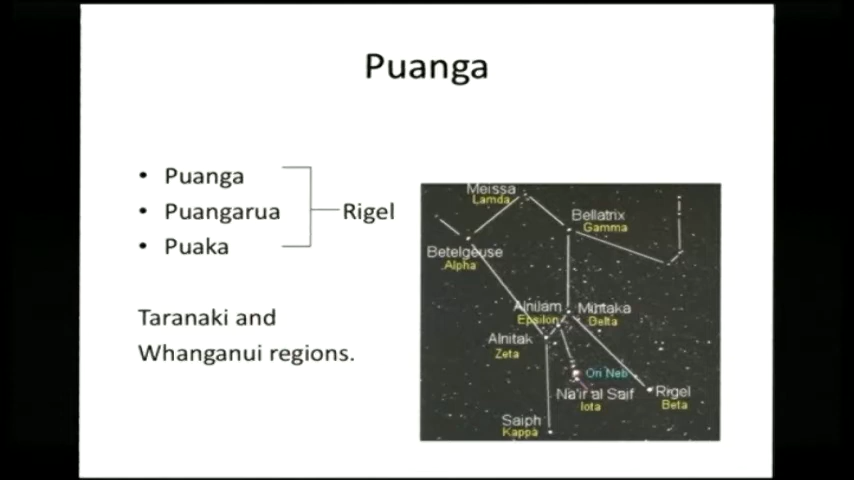 Puanga
• Puanga
• Puangarua
• Puaka
Rigel
Taranaki and
Whanganui regions.
Meissa
Lamda
Bellatrix
Gamma
Betelgeuse
Alpha
Alnilam
Epsilon
Mintaka
Delta
Alnitak
Zeta
Ori Neb
Na'ir al Saif
Iota
Rigel
Beta
Saiph
Kappa